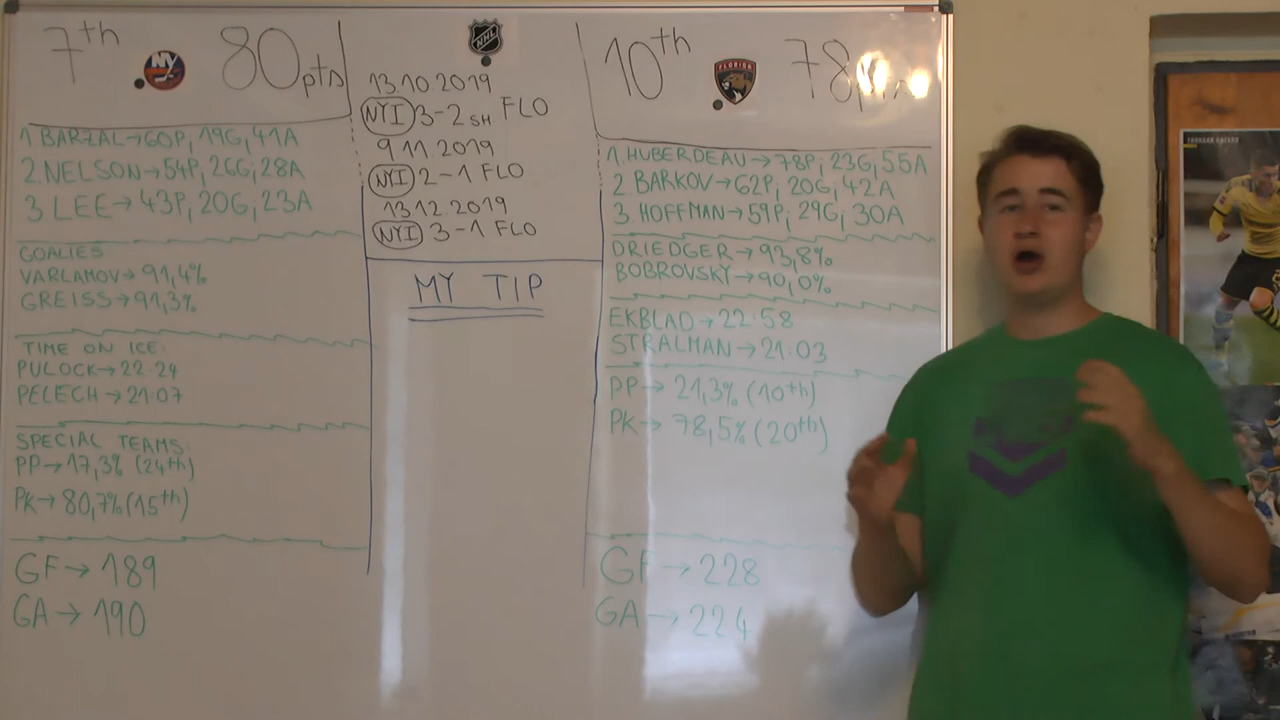 7th NY 80pts
1 BARZAL→60P, 19G, 41A
2. NELSON→54P, 26G, 28A
3 LEE→43P, 20G, 23A
GOALIES
VARLAMOV→91,4%
GREISS→91,3%
TIME ON ICE:
PULOCK→22:24
PELECH→21:07
SPECIAL TEAMS:
PP→17,3% (24th)
PK→80,7% (15th)
GF→189
GA→190
NHL
13.10.2019
NYI 3-2 SH FLO
9.11.2019
NYI 2-1 FLO
13.12.2019
NYI 3-1 FLO
MY TIP
10th FLORIDA 78
1. HUBERDEAU→78P, 23G, 55A
2 BARKOV→62P, 20G, 42A
3. HOFFMAN→59P, 29G, 30A
DRIEDGER→93,8%
BOBROVSKY→90,0%
EKBLAD→22:58
STRALMAN→21:03
PP→21,3% (10th)
PK→78,5% (20th)
GF→228
GA→224